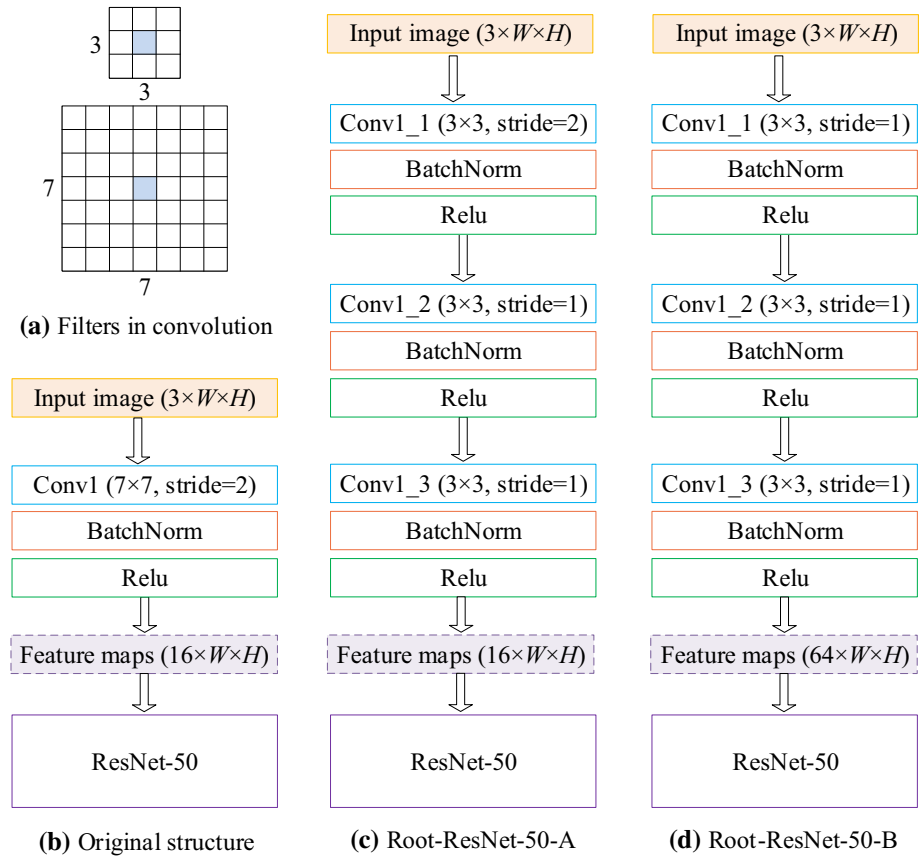 3
3
7
7
(a) Filters in convolution
Input image (3×W×H)
Conv1 (7×7, stride=2)
BatchNorm
Relu
Feature maps (16×W×H)
ResNet-50
(b) Original structure
Input image (3×W×H)
Conv1_1 (3×3, stride=2)
BatchNorm
Relu
Conv1_2 (3×3, stride=1)
BatchNorm
Relu
Conv1_3 (3×3, stride=1)
BatchNorm
Relu
Feature maps (16×W×H)
ResNet-50
(c) Root-ResNet-50-A
Input image (3×W×H)
Conv1_1 (3×3, stride=1)
BatchNorm
Relu
Conv1_2 (3×3, stride=1)
BatchNorm
Relu
Conv1_3 (3×3, stride=1)
BatchNorm
Relu
Feature maps (64×W×H)
ResNet-50
(d) Root-ResNet-50-B